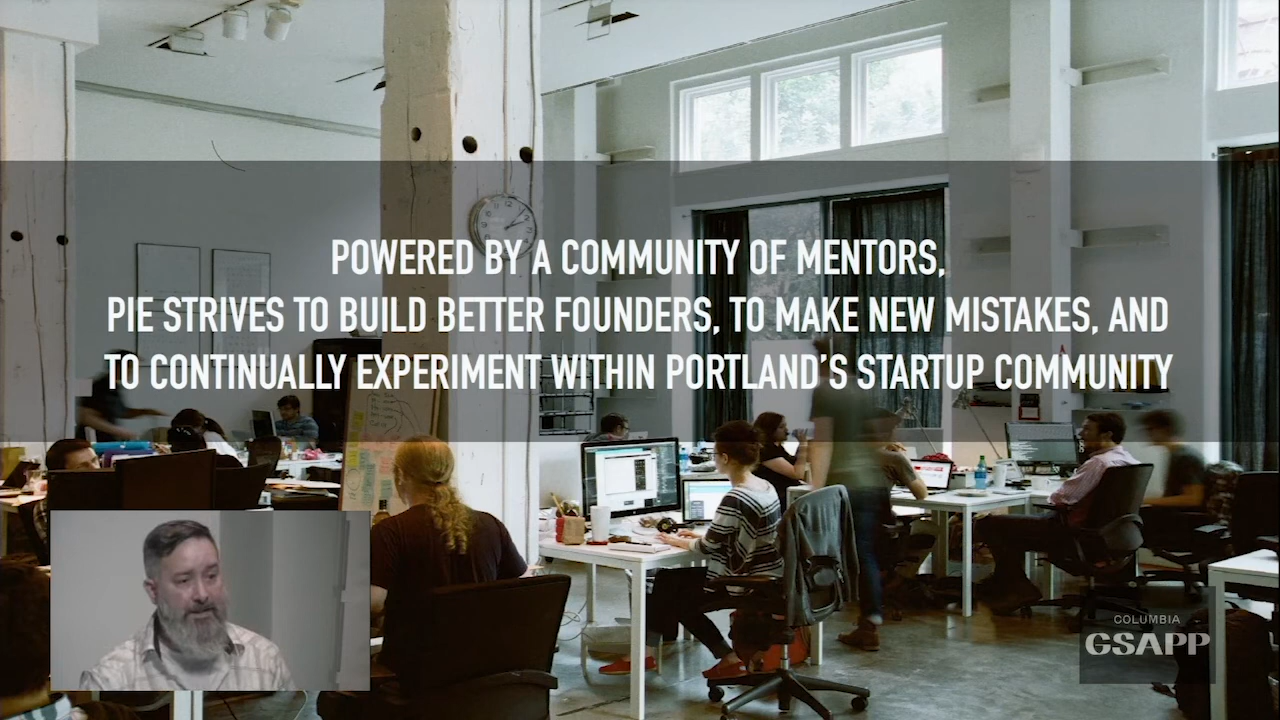 POWERED BY A COMMUNITY OF MENTORS,
PIE STRIVES TO BUILD BETTER FOUNDERS, TO MAKE NEW MISTAKES, AND
TO CONTINUALLY EXPERIMENT WITHIN PORTLAND’S STARTUP COMMUNITY
COLUMBIA
GSAPP